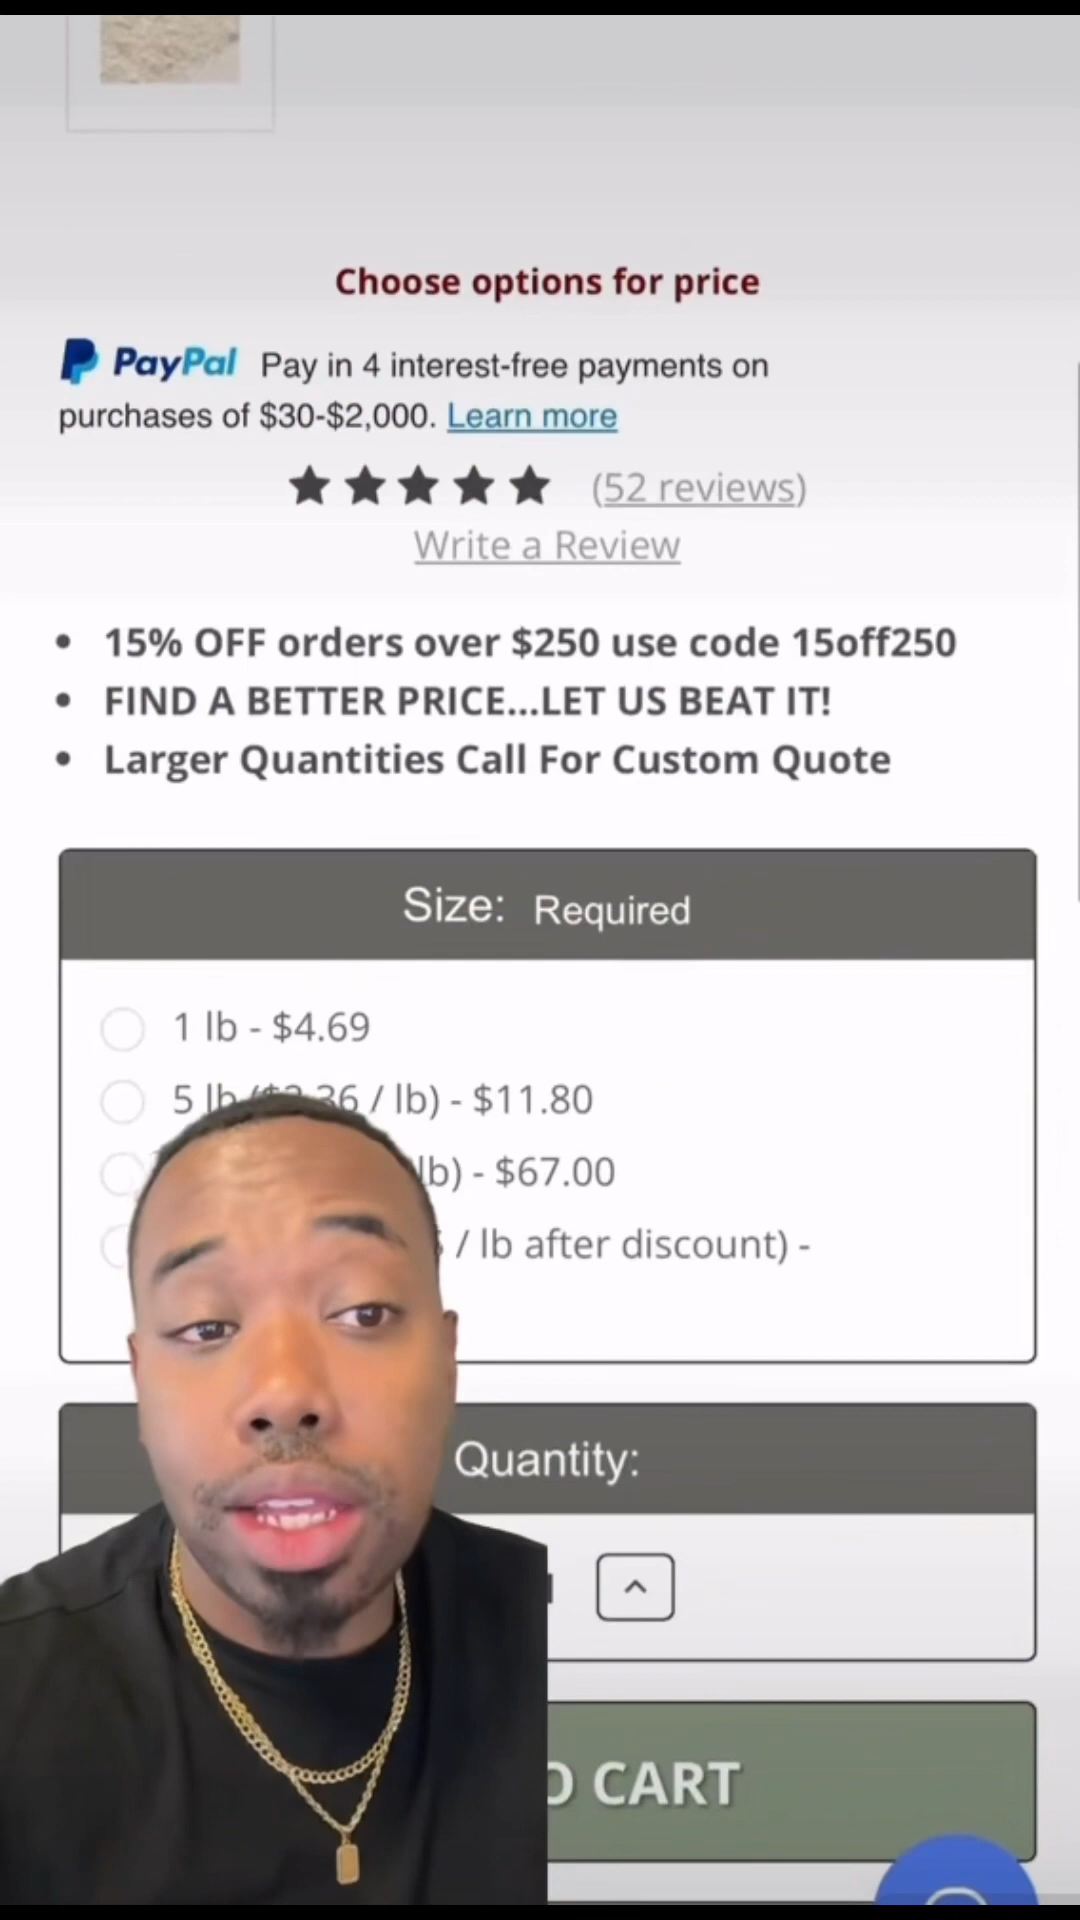 Choose options for price
PayPal Pay in 4 interest-free payments on
purchases of $30-$2,000. Learn more
(52 reviews)
Write a Review
• 15% OFF orders over $250 use code 15off250
• FIND A BETTER PRICE...LET US BEAT IT!
• Larger Quantities Call For Custom Quote
Size: Required
1 lb - $4.69
5 lb 36 / lb) - $11.80
lb) - $67.00
/ lb after discount) -
Quantity:
CART